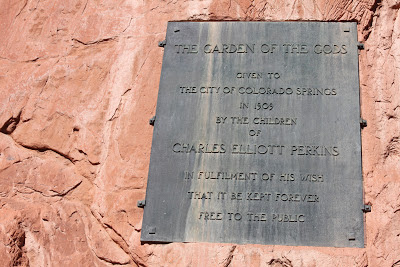 THE GARDEN OF THE GODS
GIVEN TO
THE CITY OF COLORADO SPRINGS
IN 1909
BY THE CHILDREN
OF
CHARLES ELLIOTT PERKINS
IN FULFILMENT OF HIS WISH
THAT IT BE KEPT FOREVER
FREE TO THE PUBLIC